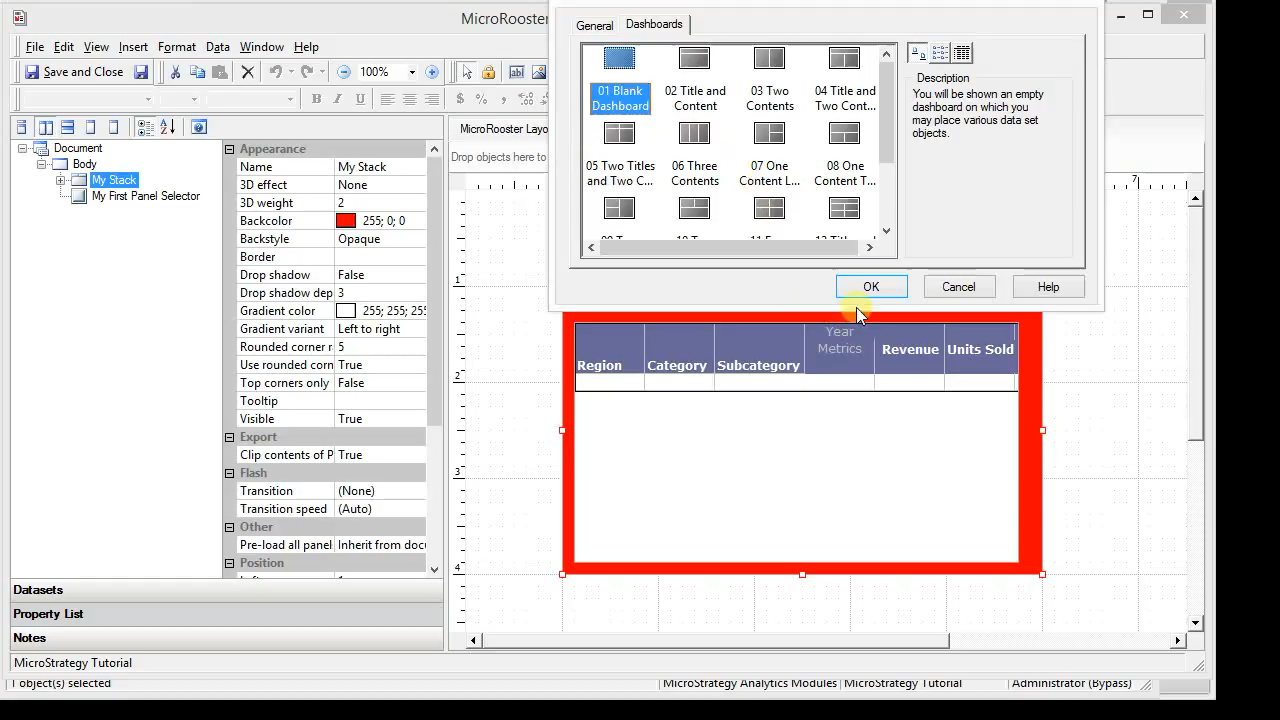 MicroRooster
General
Dashboards
File Edit View Insert Format Data Window Help
Save and Close
100%
MicroRooster Layo
Drop objects here to
Document
Body
My Stack
My First Panel Selector
Appearance
Name My Stack
3D effect None
3D weight 2
Backcolor 255; 0; 0
Backstyle Opaque
Border
Drop shadow False
Drop shadow dep 3
Gradient color 255; 255; 255
Gradient variant Left to right
Rounded corner r 5
Use rounded corn True
Top corners only False
Tooltip
Visible True
Export
Clip contents of P True
Flash
Transition (None)
Transition speed (Auto)
Other
Pre-load all panel Inherit from docu
Position
Datasets
Property List
Notes
MicroStrategy Tutorial
1 object(s) selected
01 Blank
Dashboard
02 Title and
Content
03 Two
Contents
04 Title and
Two Cont...
05 Two Titles
and Two C...
06 Three
Contents
07 One
Content L...
08 One
Content T...
Description
You will be shown an empty
dashboard on which you
may place various data set
objects.
OK
Cancel
Help
7
1
2
3
4
Region
Category
Subcategory
Year
Metrics
Revenue
Units Sold
MicroStrategy Analytics Modules
MicroStrategy Tutorial
Administrator (Bypass)